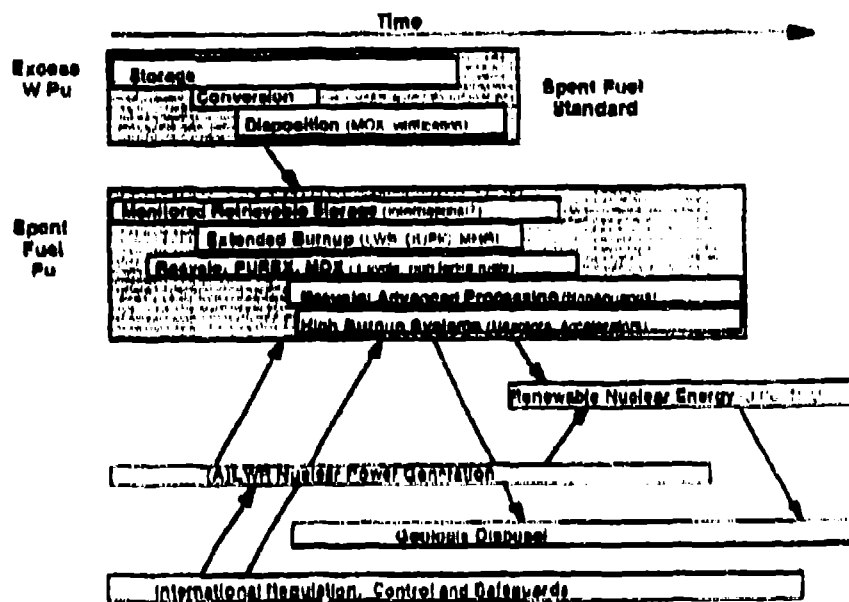 Time
Excess
W Pu
Storage
Conversion
Disposition (MOX, vitrification)
Spent Fuel
Standard
Spent
Fuel
Pu
Monitored Retrievable Storage
Extended Burnup
Recycle, PUREX, MOX
Recycle: Advanced Processing
High Burnup Systems
Renewable Nuclear Energy
(A)LWR Nuclear Power Generation
Geologic Disposal
International Regulation, Control and Safeguards